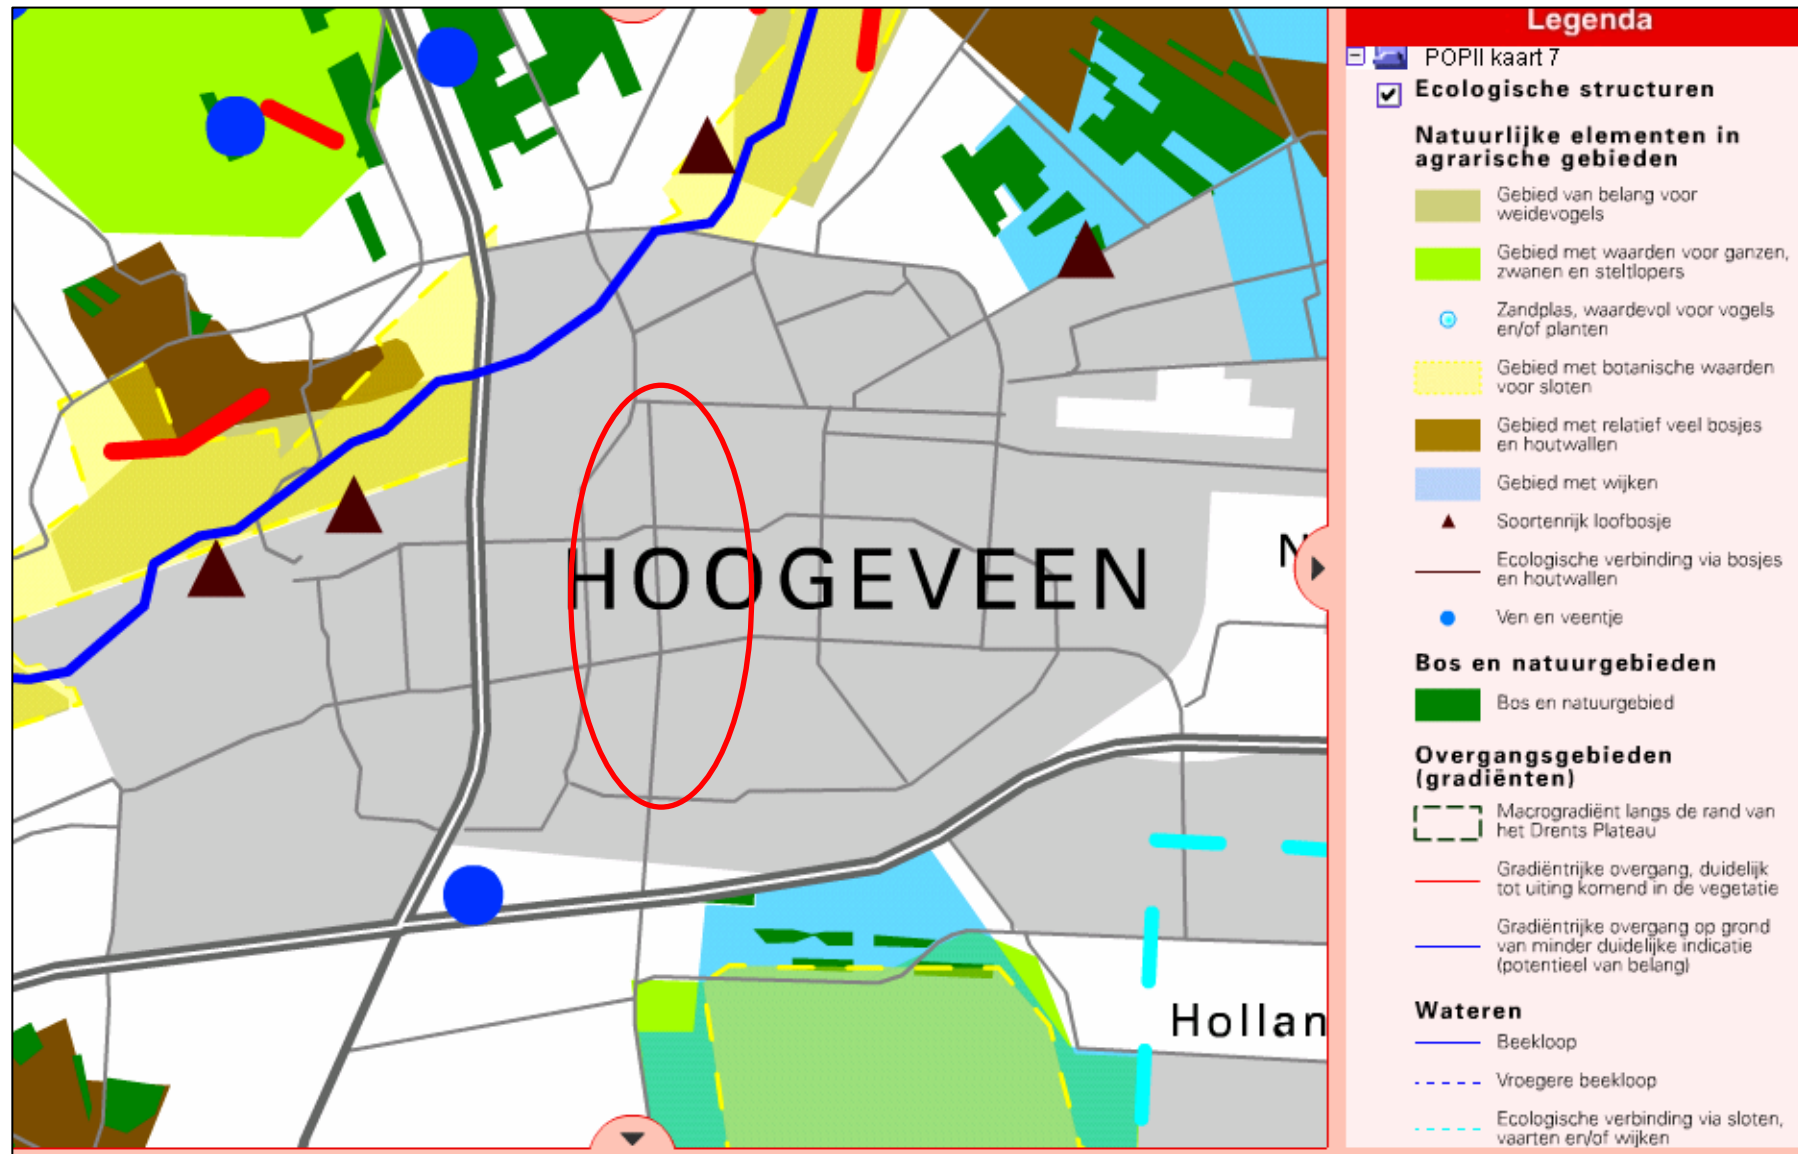 HOOGEVEEN
N
Hollan
Legenda
POPII kaart 7
Ecologische structuren
Natuurlijke elementen in
agrarische gebieden
Gebied van belang voor
weidevogels
Gebied met waarden voor ganzen,
zwanen en steltlopers
Zandplas, waardevol voor vogels
en/of planten
Gebied met botanische waarden
voor sloten
Gebied met relatief veel bosjes
en houtwallen
Gebied met wijken
Soortenrijk loofbosje
Ecologische verbinding via bosjes
en houtwallen
Ven en veentje
Bos en natuurgebieden
Bos en natuurgebied
Overgangsgebieden
(gradiënten)
Macrogradiënt langs de rand van
het Drents Plateau
Gradiëntrijke overgang, duidelijk
tot uiting komend in de vegetatie
Gradiëntrijke overgang op grond
van minder duidelijke indicatie
(potentieel van belang)
Wateren
Beekloop
Vroegere beekloop
Ecologische verbinding via sloten,
vaarten en/of wijken